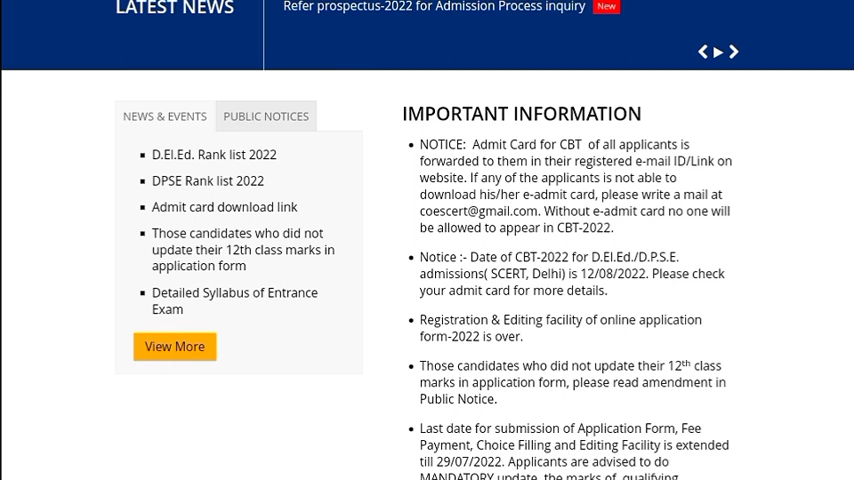 LATEST NEWS
Refer prospectus-2022 for Admission Process inquiry New
NEWS & EVENTS
PUBLIC NOTICES
D.El.Ed. Rank list 2022
DPSE Rank list 2022
Admit card download link
Those candidates who did not
update their 12th class marks in
application form
Detailed Syllabus of Entrance
Exam
View More
IMPORTANT INFORMATION
NOTICE: Admit Card for CBT of all applicants is
forwarded to them in their registered e-mail ID/Link on
website. If any of the applicants is not able to
download his/her e-admit card, please write a mail at
coescert@gmail.com. Without e-admit card no one will
be allowed to appear in CBT-2022.
Notice :- Date of CBT-2022 for D.El.Ed./D.P.S.E.
admissions( SCERT, Delhi) is 12/08/2022. Please check
your admit card for more details.
Registration & Editing facility of online application
form-2022 is over.
Those candidates who did not update their 12th class
marks in application form, please read amendment in
Public Notice.
Last date for submission of Application Form, Fee
Payment, Choice Filling and Editing Facility is extended
till 29/07/2022. Applicants are advised to do
MANDATORY update the marks of qualifying